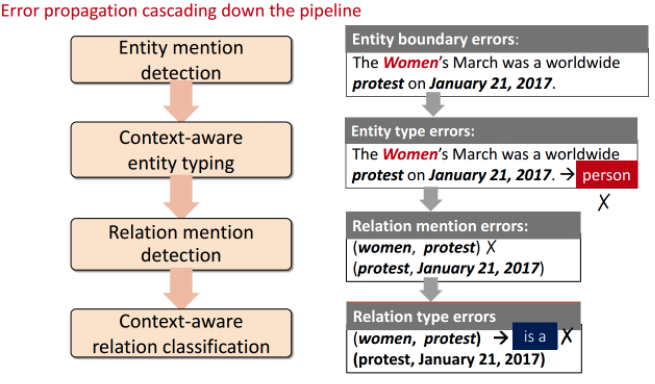 Error propagation cascading down the pipeline
Entity mention
detection
Context-aware
entity typing
Relation mention
detection
Context-aware
relation classification
Entity boundary errors:
The Women's March was a worldwide
protest on January 21, 2017.
Entity type errors:
The Women's March was a worldwide
protest on January 21, 2017. → person
X
Relation mention errors:
(women, protest) X
(protest, January 21, 2017)
Relation type errors
(women, protest) → is a X
(protest, January 21, 2017)